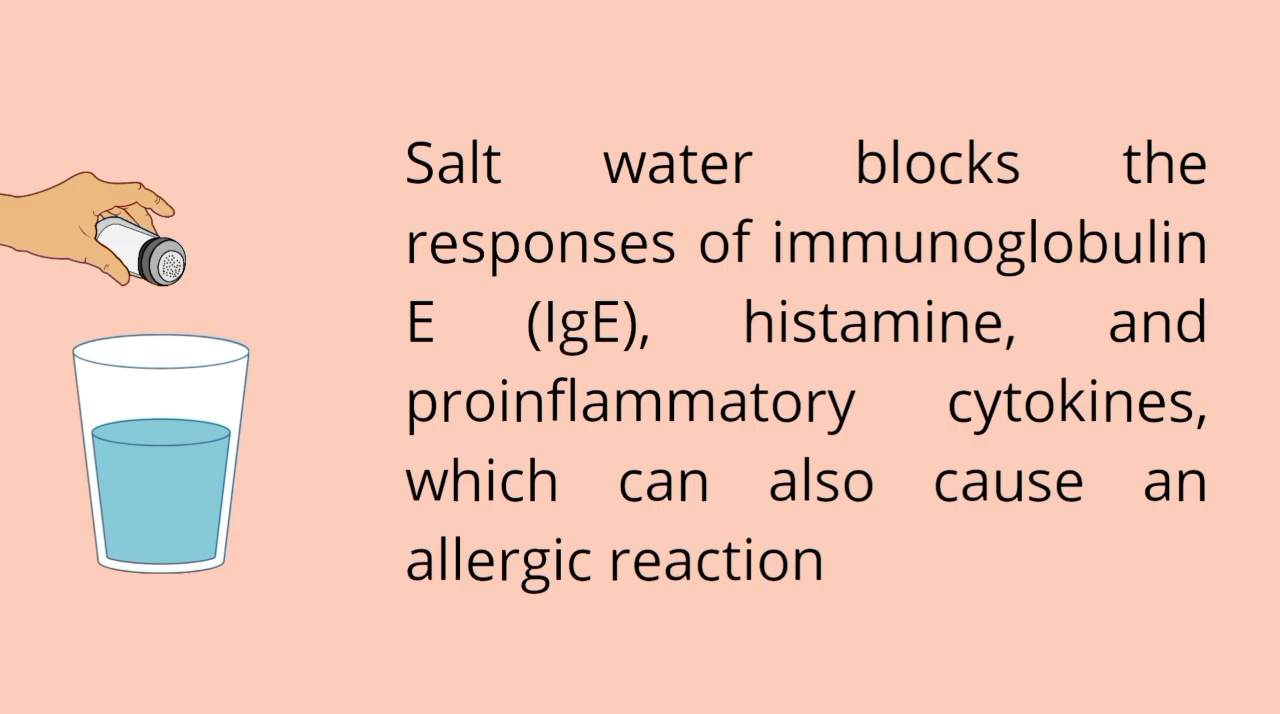 Salt water blocks the
responses of immunoglobulin
E (IgE), histamine, and
proinflammatory cytokines,
which can also cause an
allergic reaction